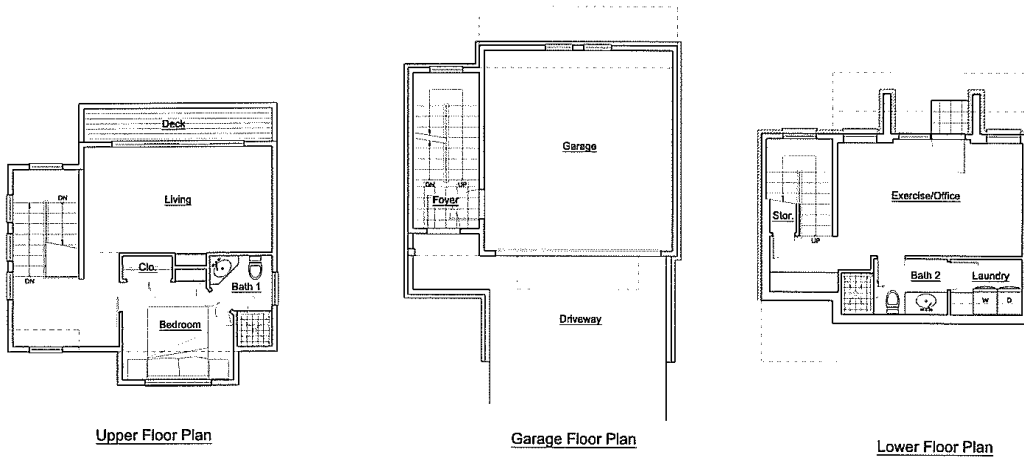 Deck
Living
DN
DN
Clo.
Bath 1
Bedroom
Upper Floor Plan
Garage
DN
UP
Foyer
Driveway
Garage Floor Plan
Exercise/Office
Stor.
UP
Bath 2
Laundry
W
D
Lower Floor Plan